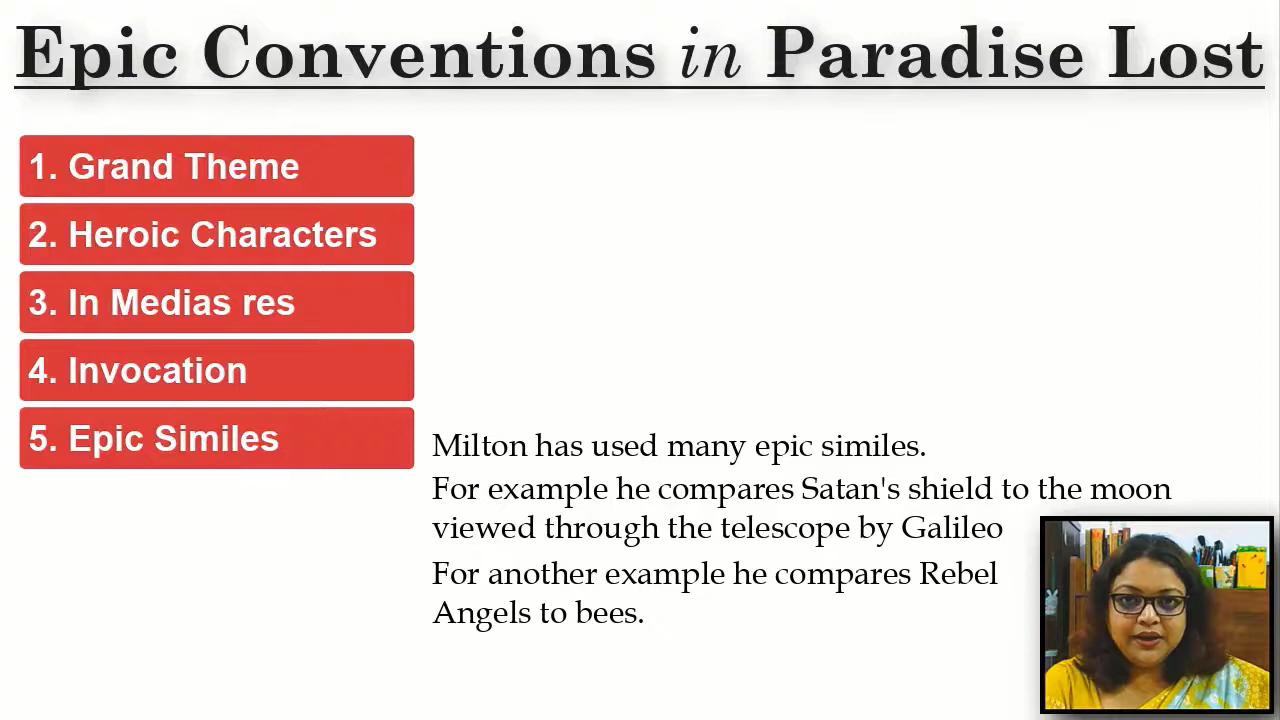 Epic Conventions in Paradise Lost
1. Grand Theme
2. Heroic Characters
3. In Medias res
4. Invocation
5. Epic Similes
Milton has used many epic similes.
For example he compares Satan's shield to the moon
viewed through the telescope by Galileo
For another example he compares Rebel
Angels to bees.